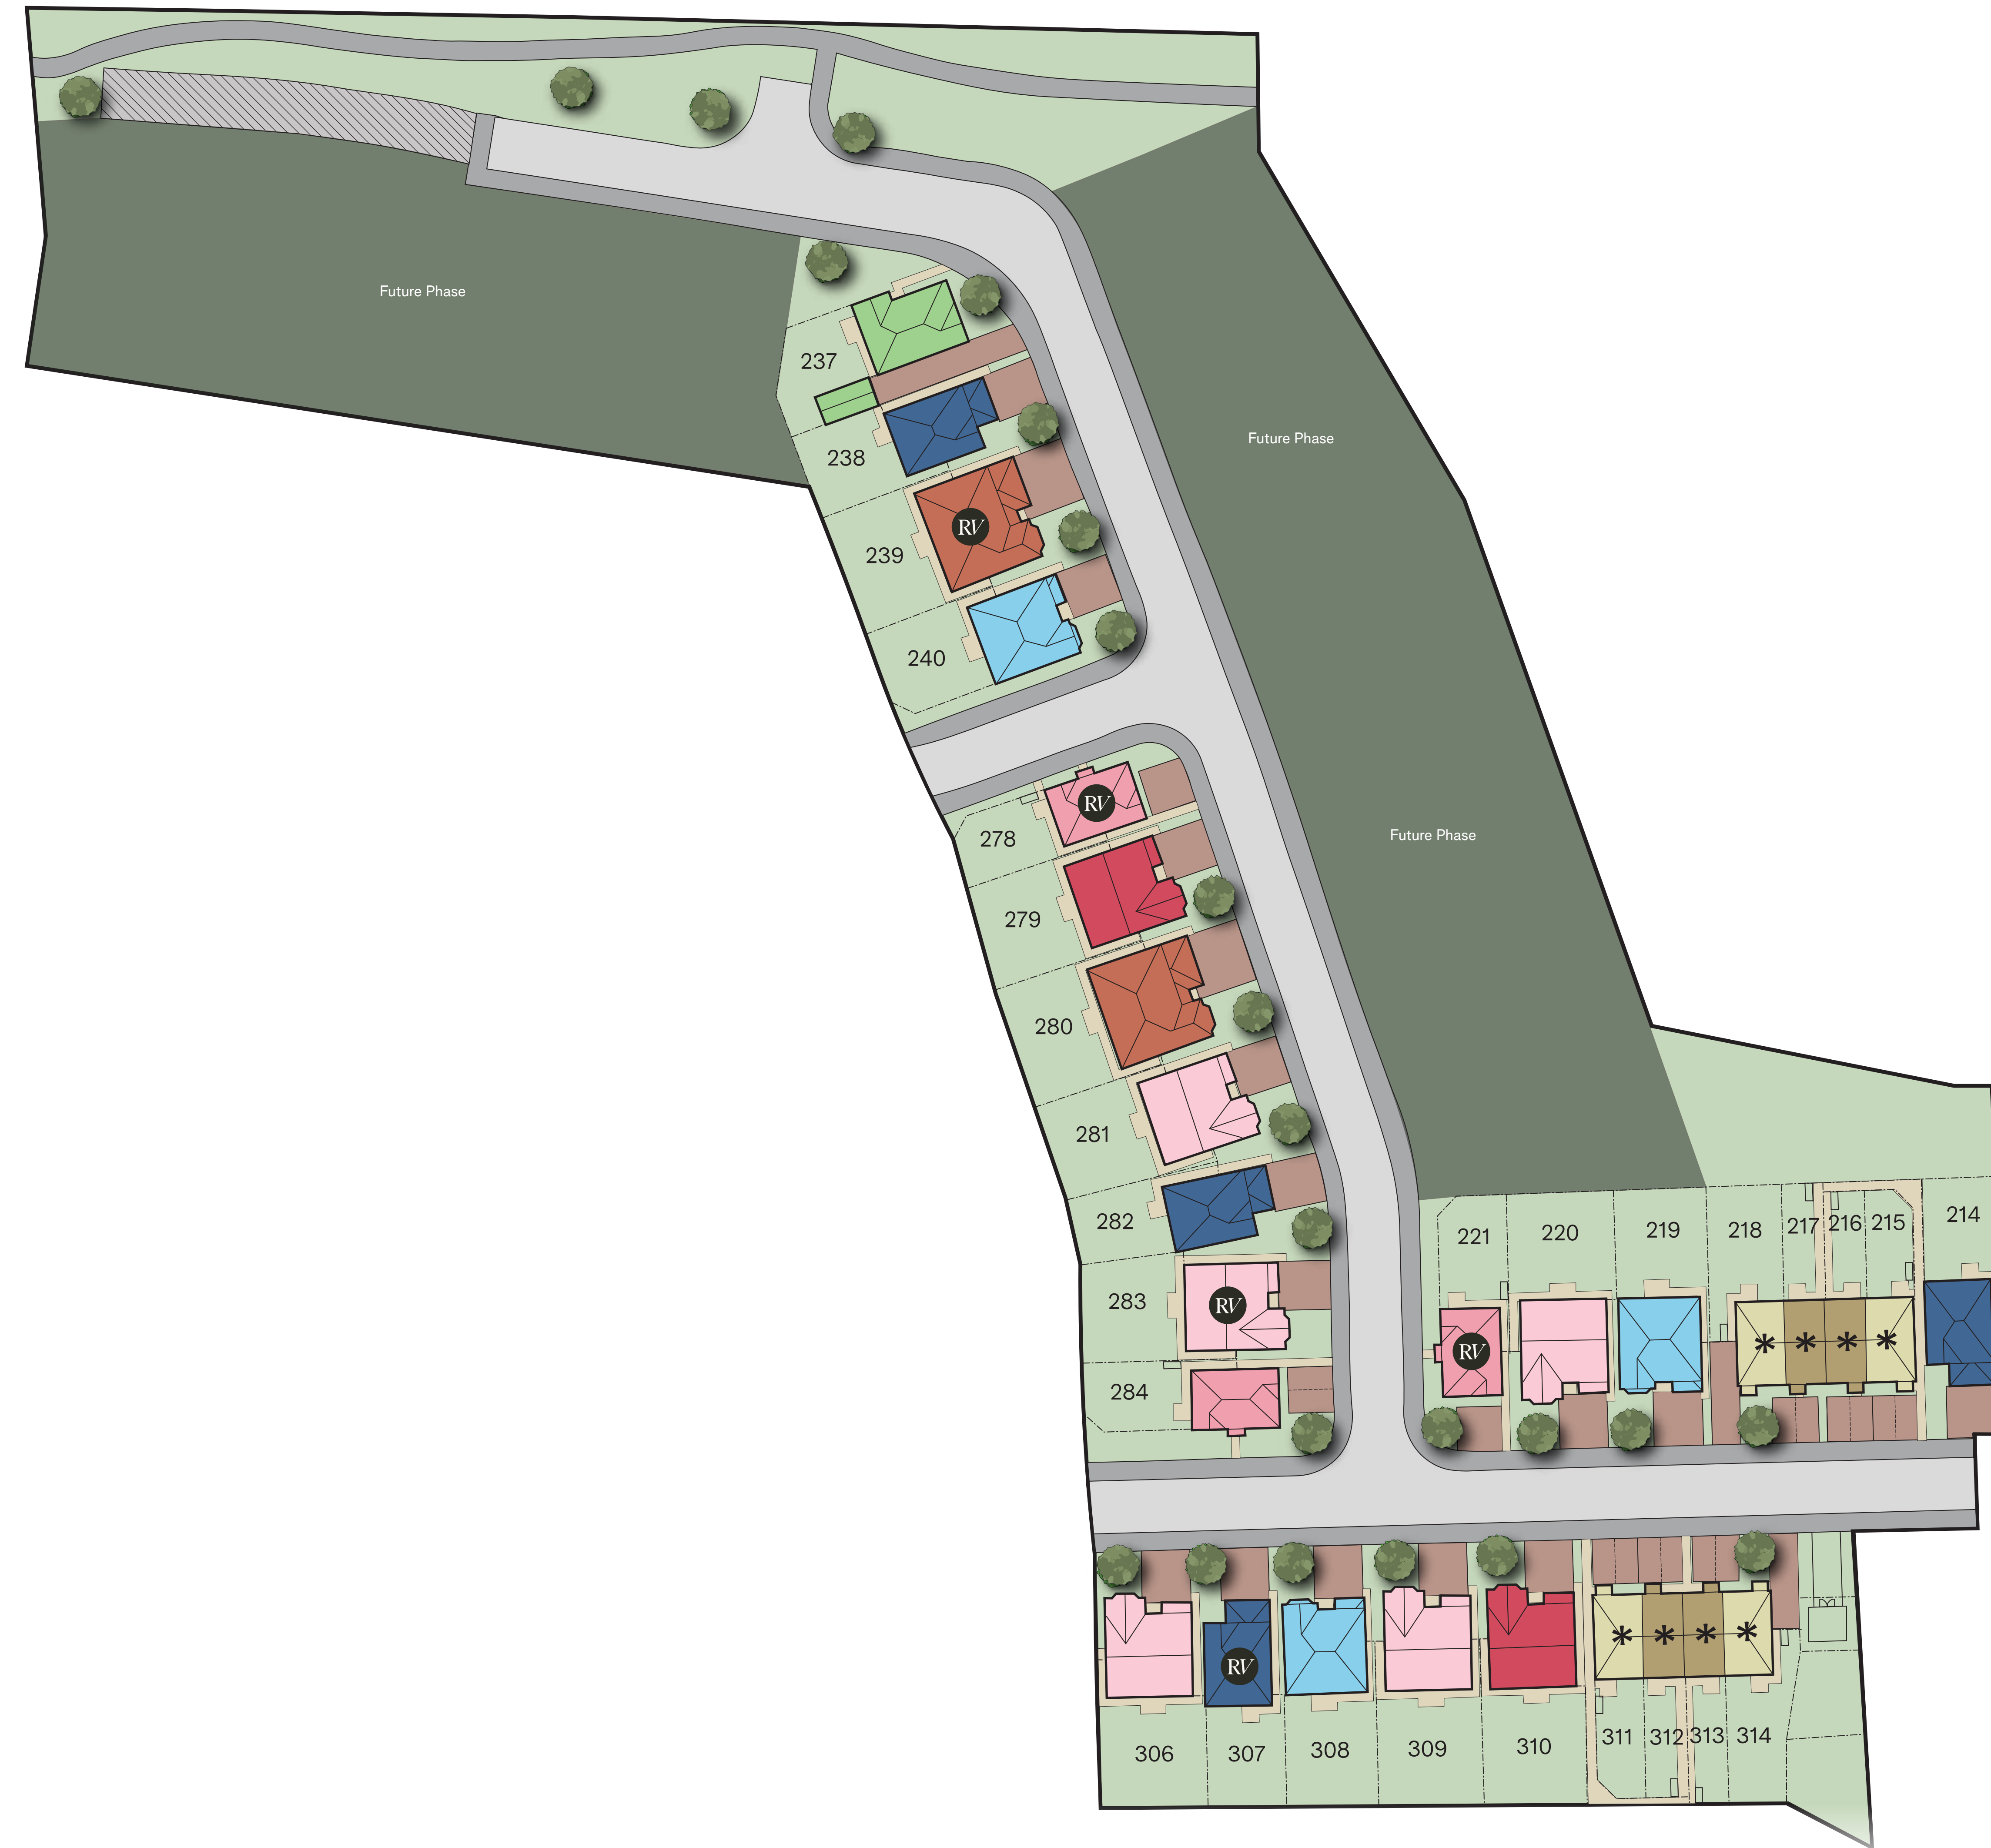 Future Phase
237
Future Phase
238
RV
239
240
RV
278
Future Phase
279
280
281
282
221 220 219 218 217 216 215 214
283
RV
RV
* * * *
284
* * * *
RV
306 307 308 309 310 311 312 313 314